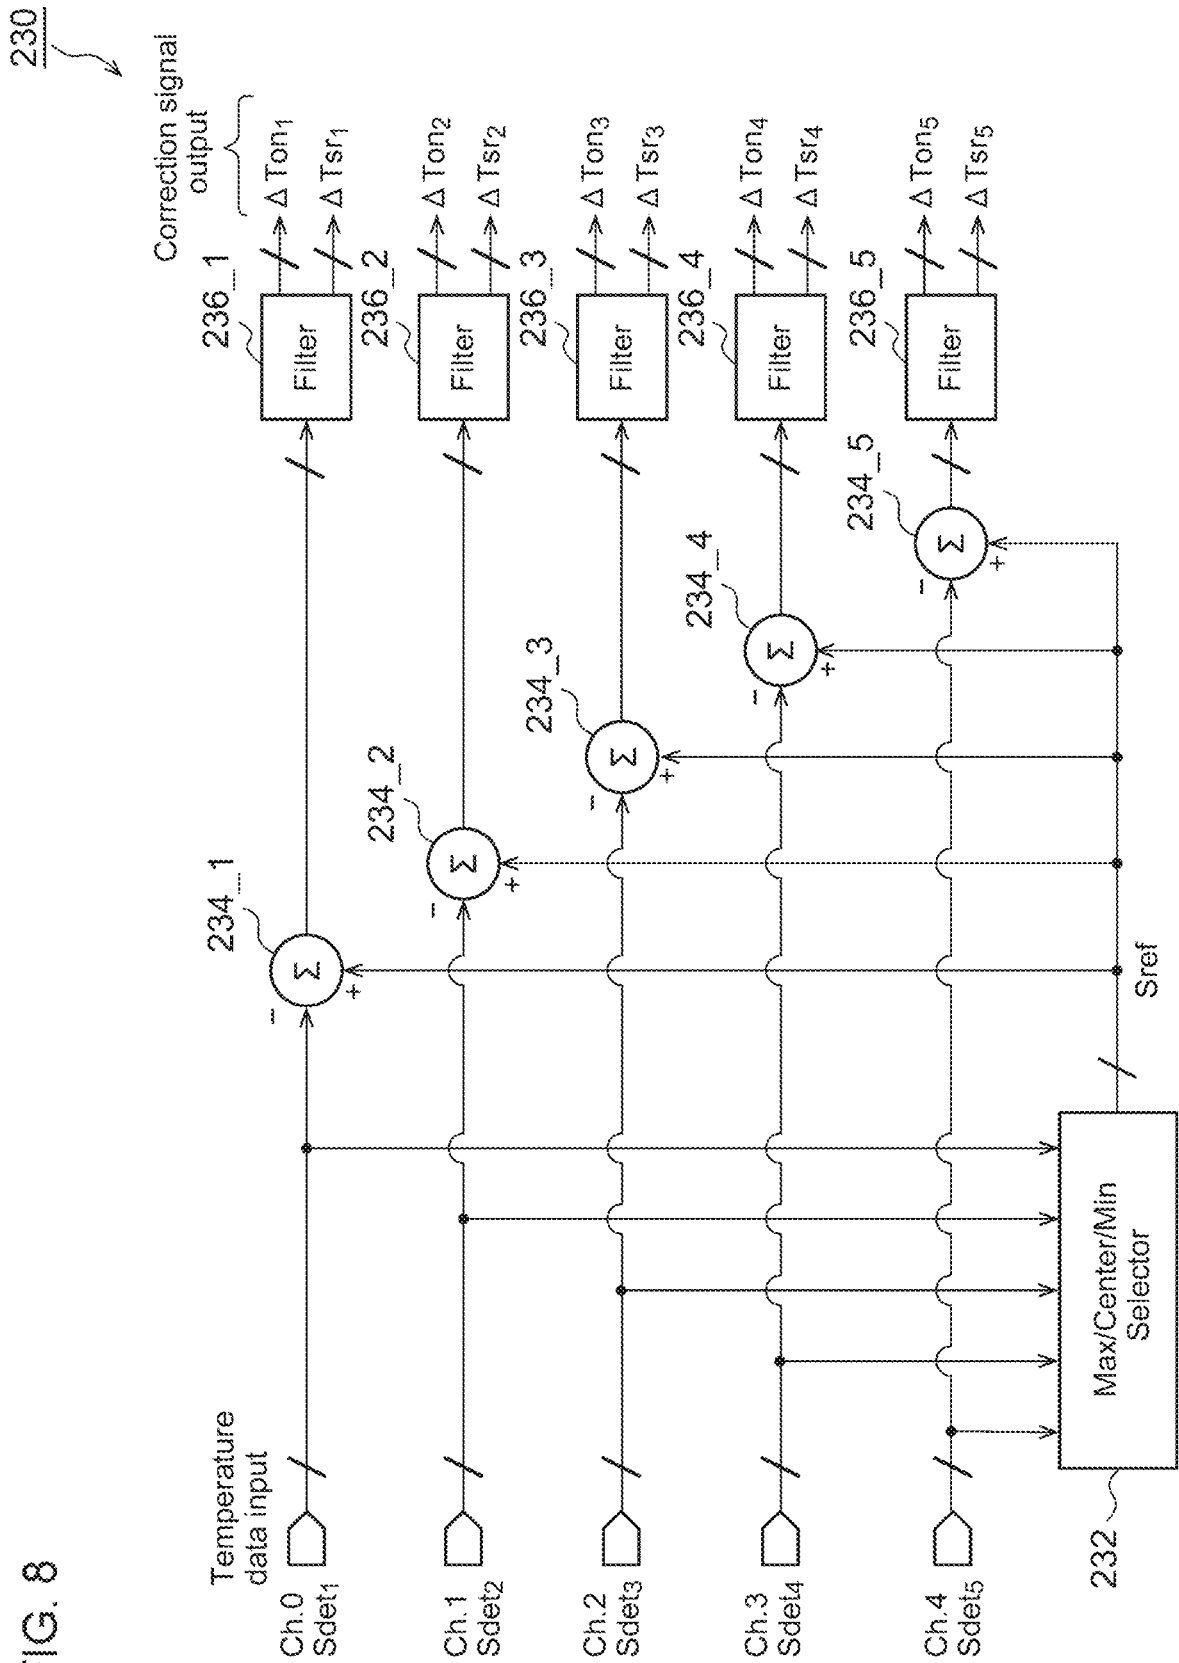 FIG. 8
230
Temperature
data input
Correction signal
output
Ch.0
Sdet1
234_1
Σ
−
+
236_1
Filter
Δ Ton1
Δ Tsr1
Ch.1
Sdet2
234_2
Σ
−
+
236_2
Filter
Δ Ton2
Δ Tsr2
Ch.2
Sdet3
234_3
Σ
−
+
236_3
Filter
Δ Ton3
Δ Tsr3
Ch.3
Sdet4
234_4
Σ
−
+
236_4
Filter
Δ Ton4
Δ Tsr4
Ch.4
Sdet5
234_5
Σ
−
+
236_5
Filter
Δ Ton5
Δ Tsr5
232
Max/Center/Min
Selector
Sref